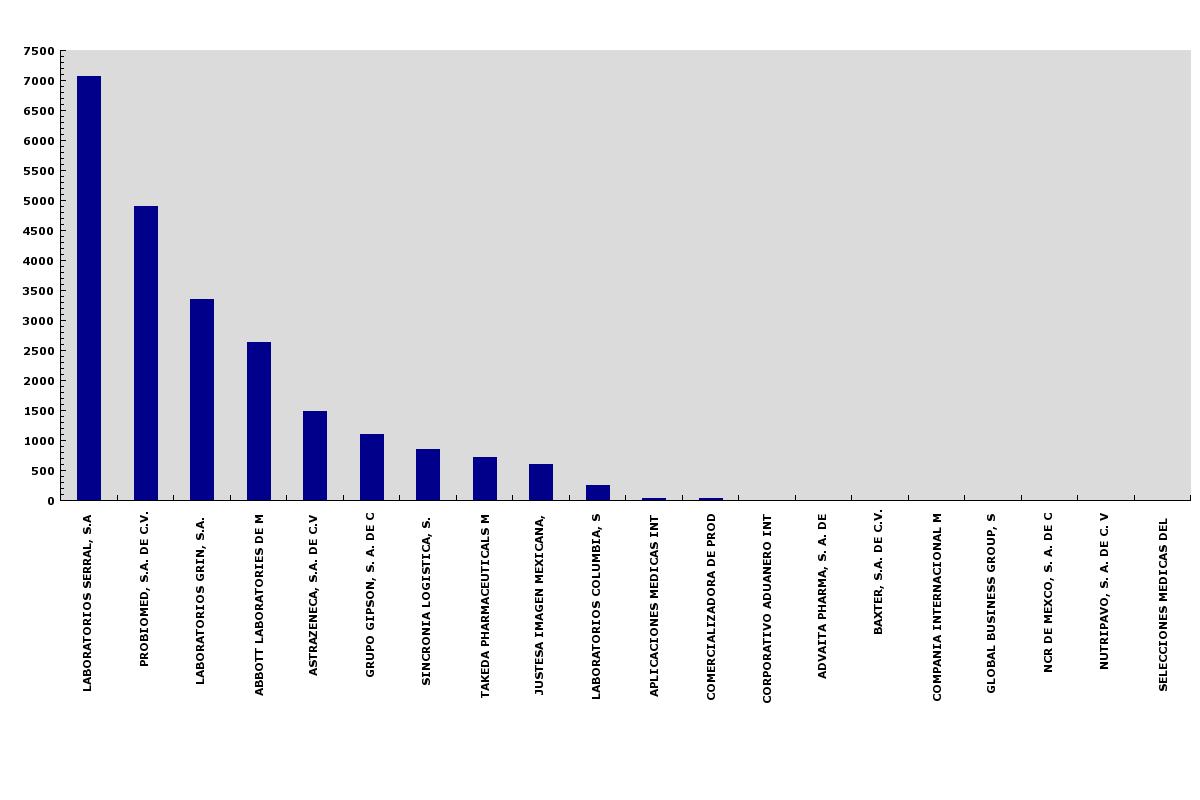 7500
7000
6500
6000
5500
5000
4500
4000
3500
3000
2500
2000
1500
1000
500
0
LABORATORIOS SERRAL, S.A
PROBIOMED, S.A. DE C.V.
LABORATORIOS GRIN, S.A.
ABBOTT LABORATORIES DE M
ASTRAZENECA, S.A. DE C.V
GRUPO GIPSON, S. A. DE C
SINCRONIA LOGISTICA, S.
TAKEDA PHARMACEUTICALS M
JUSTESA IMAGEN MEXICANA,
LABORATORIOS COLUMBIA, S
APLICACIONES MEDICAS INT
COMERCIALIZADORA DE PROD
CORPORATIVO ADUANERO INT
ADVAITA PHARMA, S. A. DE
BAXTER, S.A. DE C.V.
COMPANIA INTERNACIONAL M
GLOBAL BUSINESS GROUP, S
NCR DE MEXCO, S. A. DE C
NUTRIPAVO, S. A. DE C. V
SELECCIONES MEDICAS DEL